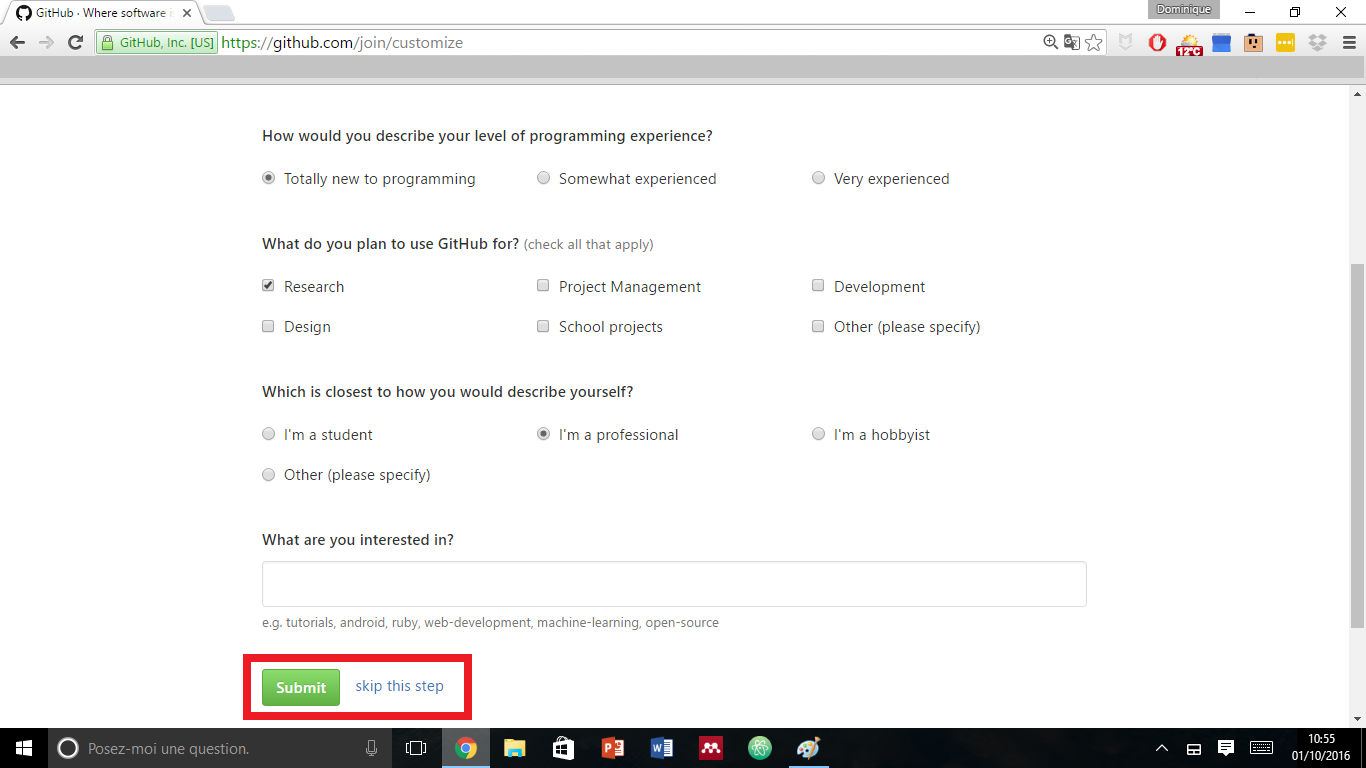 Dominique
GitHub · Where software i
GitHub, Inc. [US] https://github.com/join/customize
12°C
How would you describe your level of programming experience?
Totally new to programming Somewhat experienced Very experienced
What do you plan to use GitHub for? (check all that apply)
Research Project Management Development
Design School projects Other (please specify)
Which is closest to how you would describe yourself?
I'm a student I'm a professional I'm a hobbyist
Other (please specify)
What are you interested in?
e.g. tutorials, android, ruby, web-development, machine-learning, open-source
Submit skip this step
Posez-moi une question.
10:55
01/10/2016